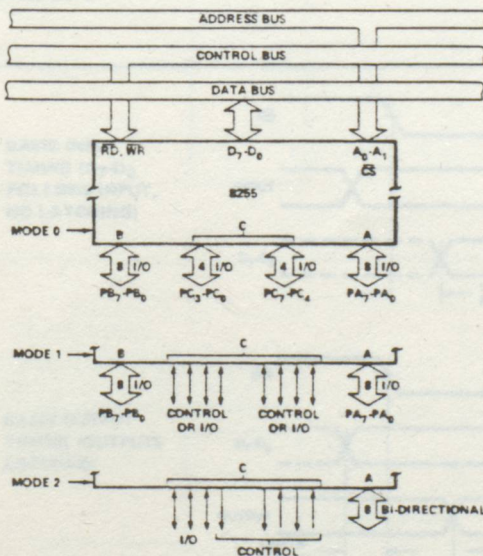 ADDRESS BUS
CONTROL BUS
DATA BUS
RD, WR D7-D0 A0-A1
CS
8255
MODE 0
B C A
8 I/O 4 I/O 4 I/O 8 I/O
PB7-PB0 PC3-PC0 PC7-PC4 PA7-PA0
MODE 1
B C A
8 I/O 8 I/O
PB7-PB0 CONTROL OR I/O CONTROL OR I/O PA7-PA0
MODE 2
C A
8 Bi-DIRECTIONAL
I/O CONTROL